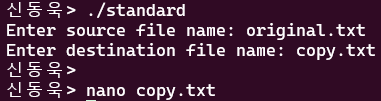 신동욱> ./standard
Enter source file name: original.txt
Enter destination file name: copy.txt
신동욱>
신동욱> nano copy.txt